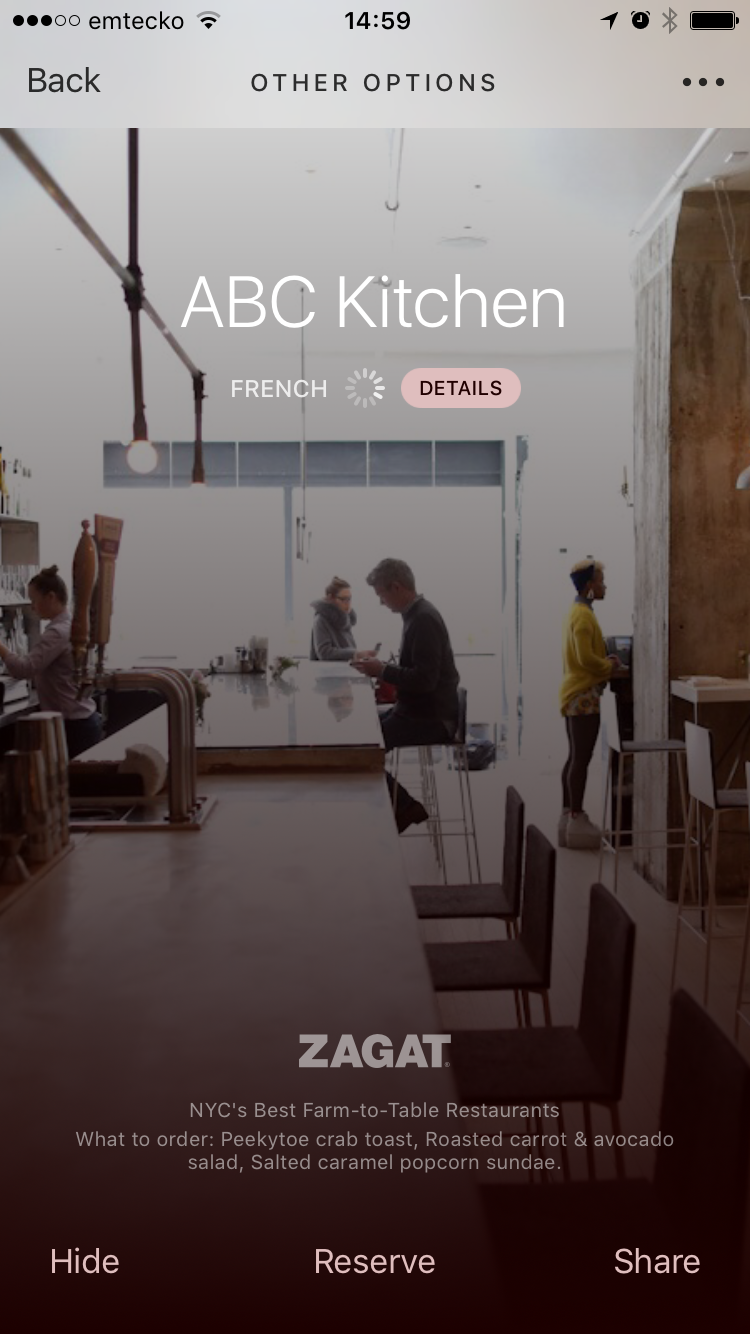 emtecko 14:59
Back OTHER OPTIONS
ABC Kitchen
FRENCH DETAILS
ZAGAT
NYC's Best Farm-to-Table Restaurants
What to order: Peekytoe crab toast, Roasted carrot & avocado
salad, Salted caramel popcorn sundae.
Hide Reserve Share